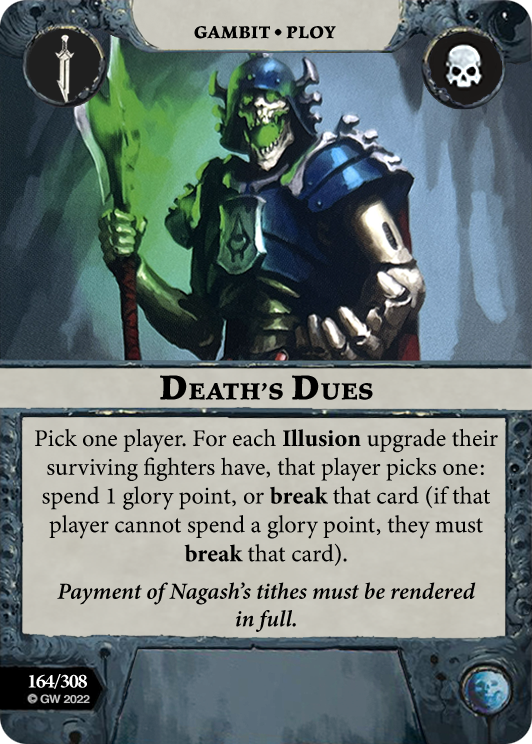 GAMBIT • PLOY
DEATH'S DUES
Pick one player. For each Illusion upgrade their
surviving fighters have, that player picks one:
spend 1 glory point, or break that card (if that
player cannot spend a glory point, they must
break that card).
Payment of Nagash's tithes must be rendered
in full.
164/308
© GW 2022